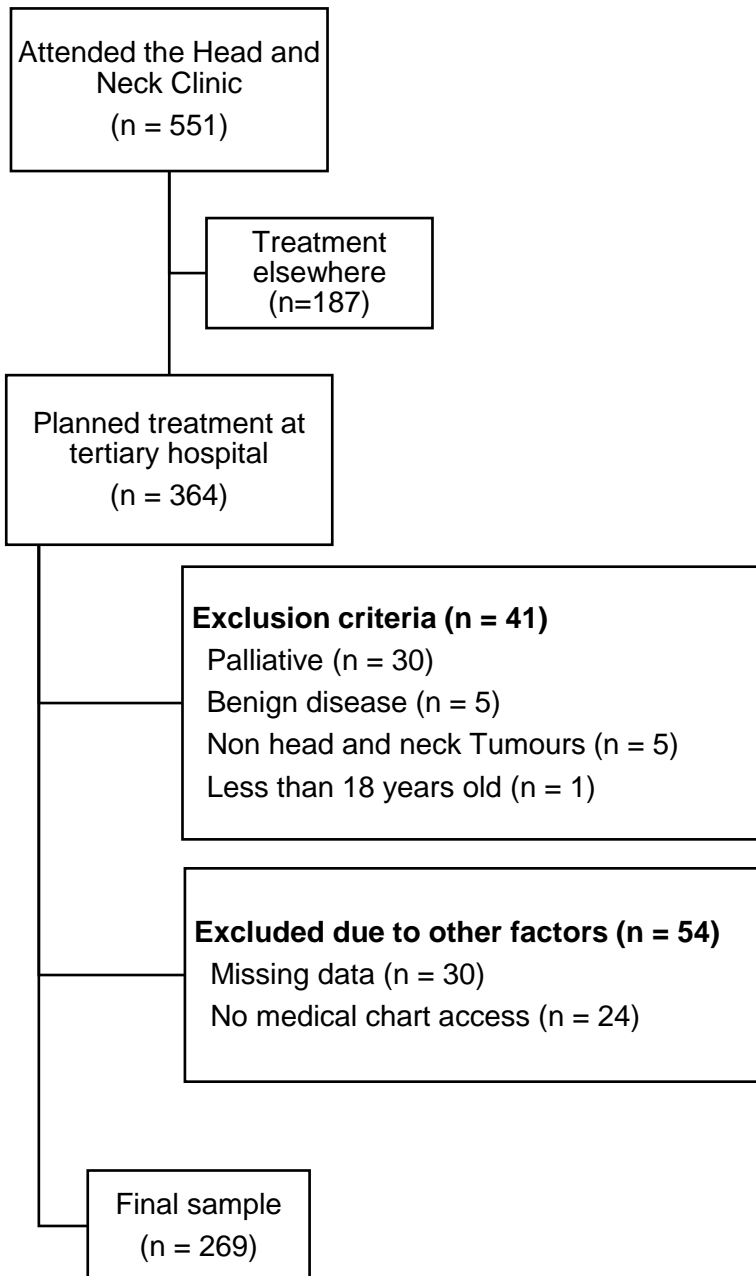 Attended the Head and
Neck Clinic
(n = 551)
Treatment
elsewhere
(n=187)
Planned treatment at
tertiary hospital
(n = 364)
Exclusion criteria (n = 41)
Palliative (n = 30)
Benign disease (n = 5)
Non head and neck Tumours (n = 5)
Less than 18 years old (n = 1)
Excluded due to other factors (n = 54)
Missing data (n = 30)
No medical chart access (n = 24)
Final sample
(n = 269)